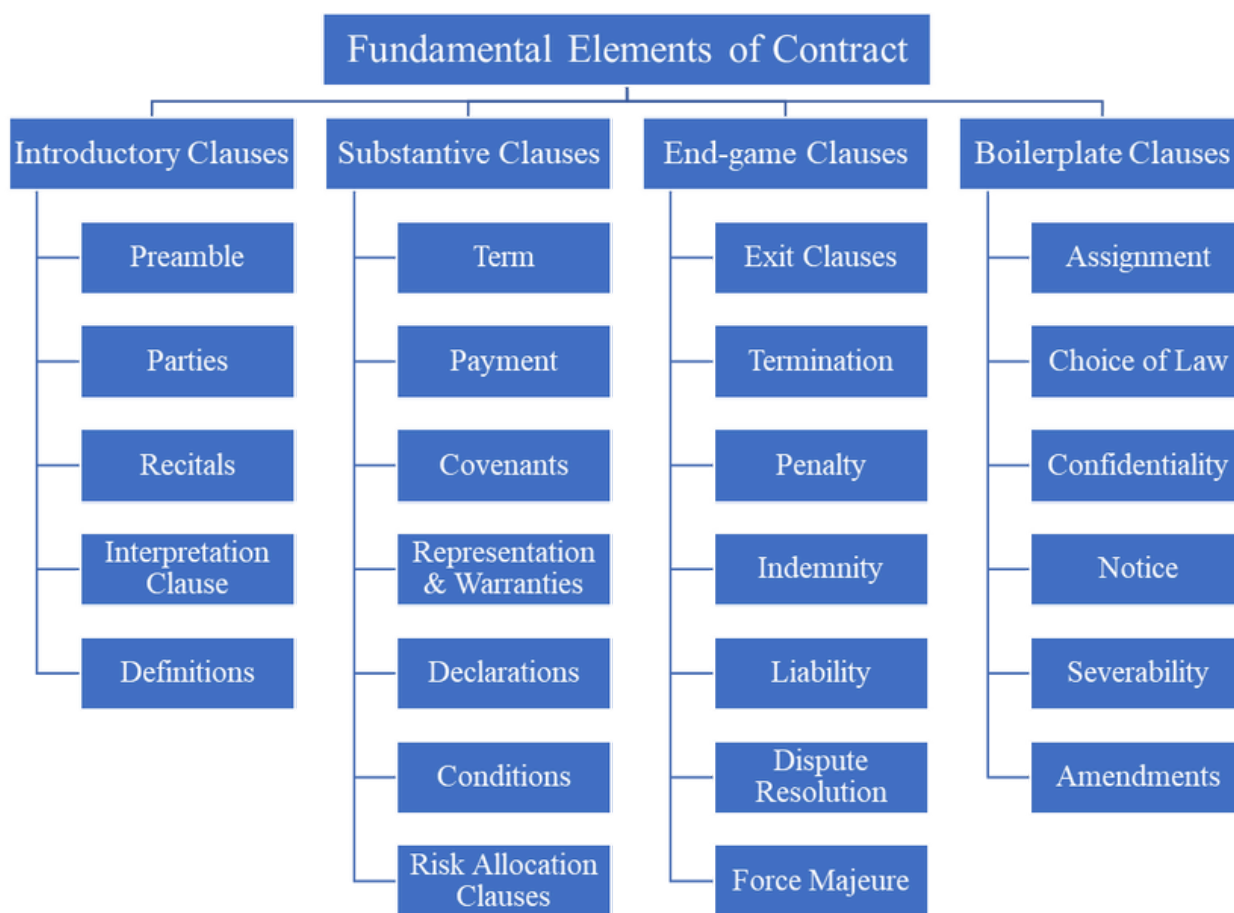 Fundamental Elements of Contract
Introductory Clauses
Preamble
Parties
Recitals
Interpretation
Clause
Definitions
Substantive Clauses
Term
Payment
Covenants
Representation
& Warranties
Declarations
Conditions
Risk Allocation
Clauses
End-game Clauses
Exit Clauses
Termination
Penalty
Indemnity
Liability
Dispute
Resolution
Force Majeure
Boilerplate Clauses
Assignment
Choice of Law
Confidentiality
Notice
Severability
Amendments